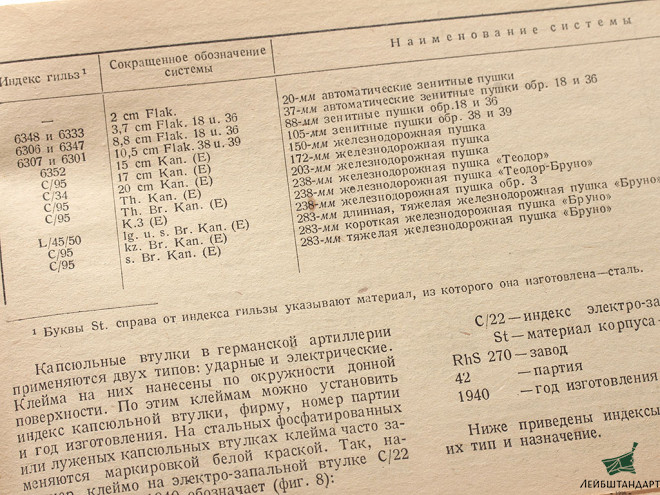 Индекс гильз¹ Сокращенное обозначение системы Наименование системы
— 2 cm Flak. 20-мм автоматические зенитные пушки
6348 и 6333 3,7 cm Flak. 18 u. 36 37-мм автоматические зенитные пушки обр. 18 и 36
6306 и 6347 8,8 cm Flak. 18 u. 36 88-мм зенитные пушки обр.18 и 36
6307 и 6301 10,5 cm Flak. 38 u. 39 105-мм зенитные пушки обр. 38 и 39
6352 15 cm Kan. (E) 150-мм железнодорожная пушка
C/95 17 cm Kan. (E) 172-мм железнодорожная пушка
C/34 20 cm Kan. (E) 203-мм железнодорожная пушка
C/95 Th. Kan. (E) 238-мм железнодорожная пушка «Теодор»
C/95 Th. Br. Kan. (E) 238-мм железнодорожная пушка «Теодор-Бруно»
K.3 (E) 238-мм железнодорожная пушка обр. 3
L/45/50 lg. u. s. Br. Kan. (E) 283-мм длинная, тяжелая железнодорожная пушка «Бруно»
C/95 kz. Br. Kan. (E) 283-мм короткая железнодорожная пушка «Бруно»
C/95 s. Br. Kan. (E) 283-мм тяжелая железнодорожная пушка «Бруно»
¹ Буквы St. справа от индекса гильзы указывают материал, из которого она изготовлена—сталь.
Капсюльные втулки в германской артиллерии
применяются двух типов: ударные и электрические.
Клейма на них нанесены по окружности донной
поверхности. По этим клеймам можно установить
индекс капсюльной втулки, фирму, номер партии
и год изготовления. На стальных фосфатированных
или луженых капсюльных втулках клейма часто за-
меняются маркировкой белой краской. Так, на-
клеймо на электро-запальной втулке C/22
1940 обозначает (фиг. 8):
C/22—индекс электро-за
St—материал корпуса
RhS 270—завод
42 —партия
1940 —год изготовления
Ниже приведены индексы
их тип и назначение.
ЛЕЙБШТАНДАРТ